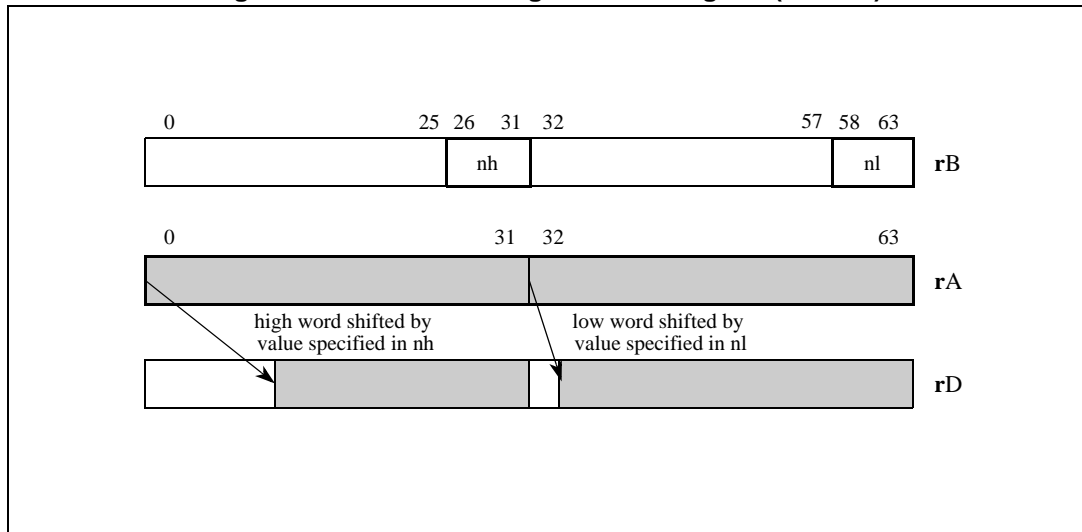 0 25 26 31 32 57 58 63
nh nl rB
0 31 32 63
rA
high word shifted by value specified in nh
low word shifted by value specified in nl
rD